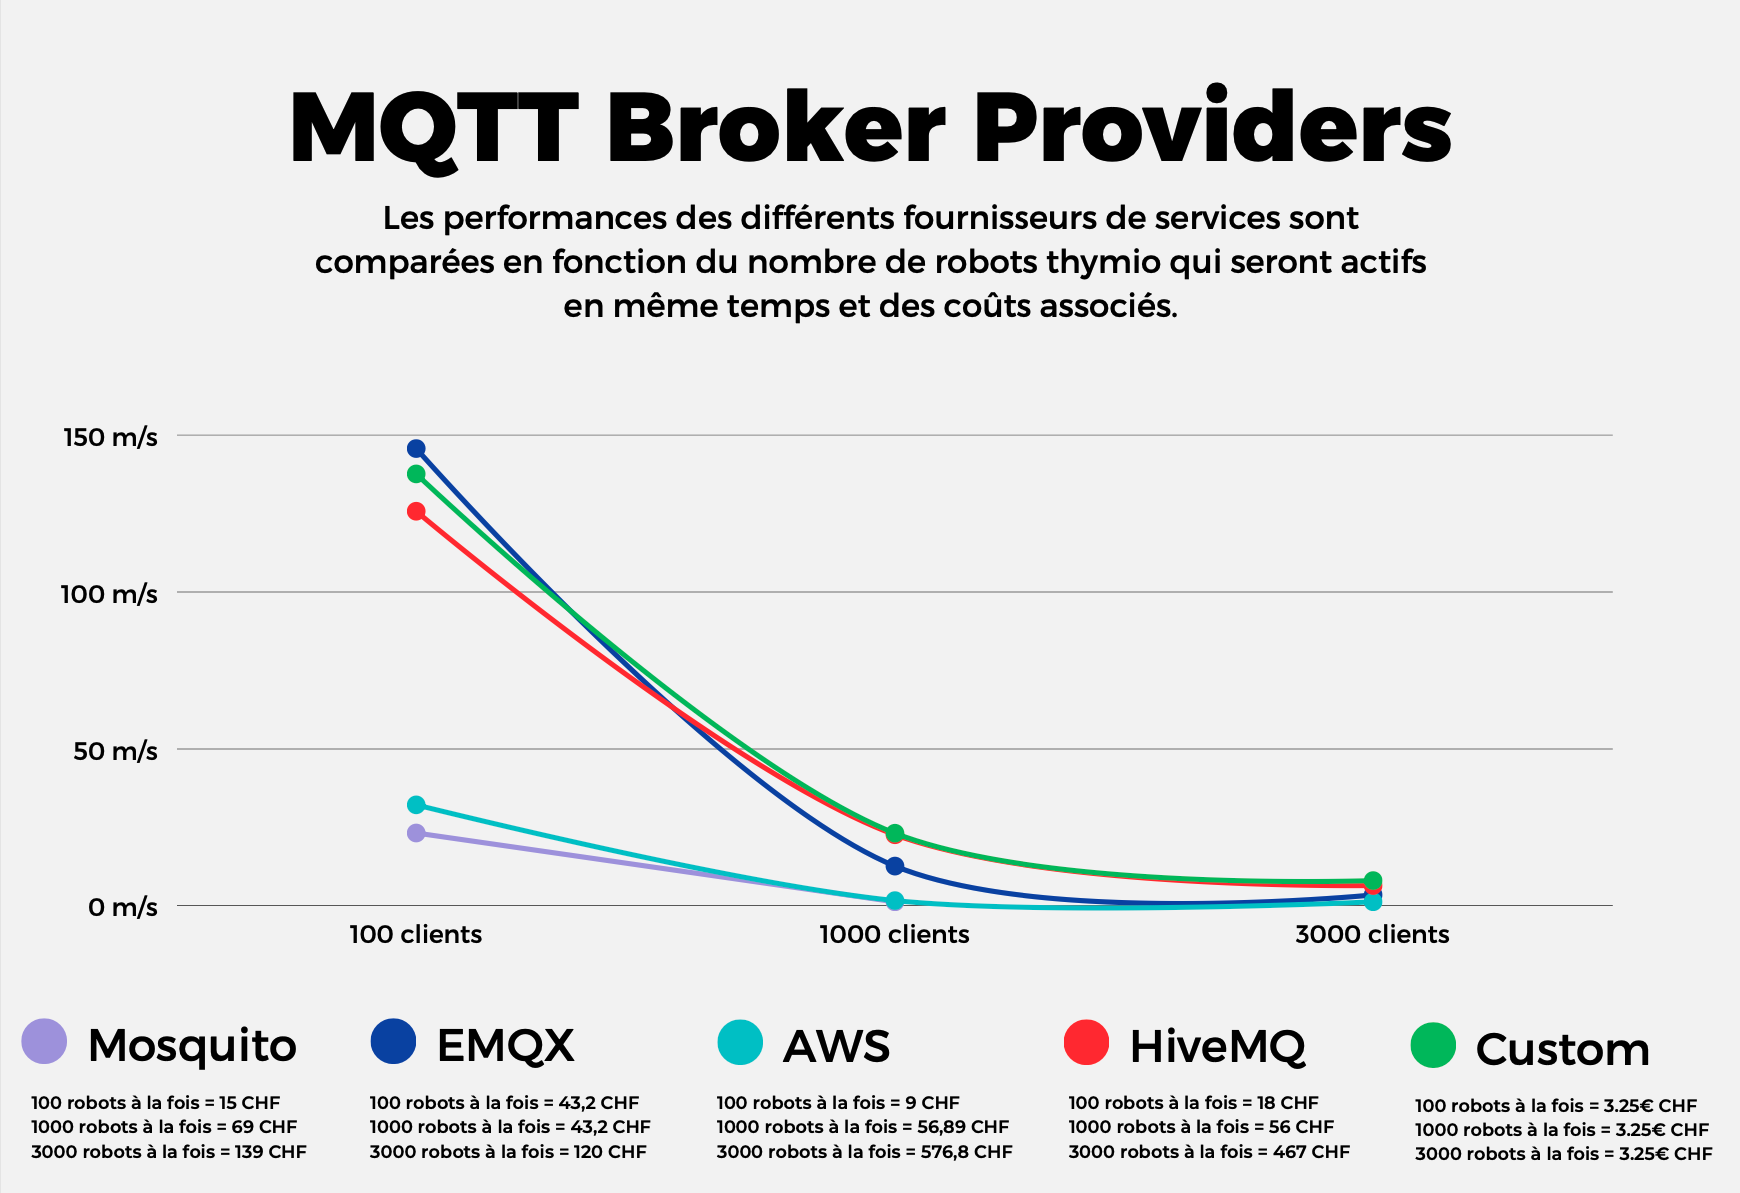 MQTT Broker Providers
Les performances des différents fournisseurs de services sont
comparées en fonction du nombre de robots thymio qui seront actifs
en même temps et des coûts associés.
150 m/s
100 m/s
50 m/s
0 m/s
100 clients
1000 clients
3000 clients
Mosquito
100 robots à la fois = 15 CHF
1000 robots à la fois = 69 CHF
3000 robots à la fois = 139 CHF
EMQX
100 robots à la fois = 43,2 CHF
1000 robots à la fois = 43,2 CHF
3000 robots à la fois = 120 CHF
AWS
100 robots à la fois = 9 CHF
1000 robots à la fois = 56,89 CHF
3000 robots à la fois = 576,8 CHF
HiveMQ
100 robots à la fois = 18 CHF
1000 robots à la fois = 56 CHF
3000 robots à la fois = 467 CHF
Custom
100 robots à la fois = 3.25€ CHF
1000 robots à la fois = 3.25€ CHF
3000 robots à la fois = 3.25€ CHF